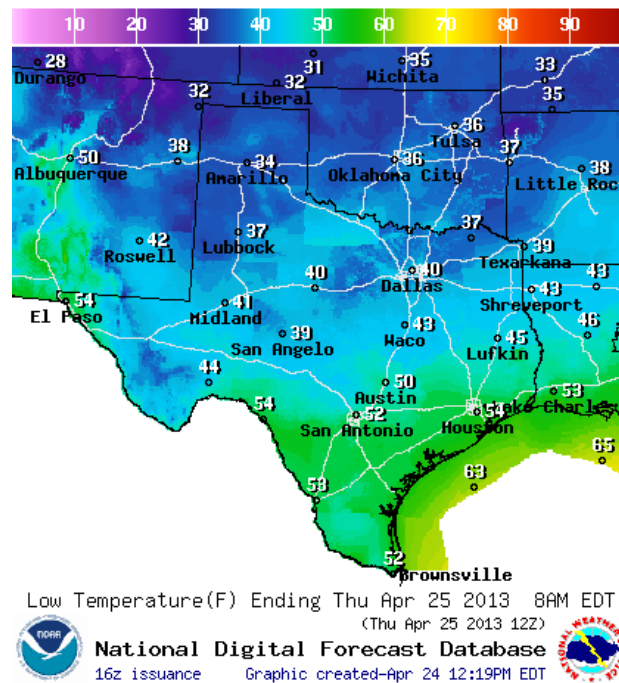 10 20 30 40 50 60 70 80 90
28 31 35 33
Durango Wichita
32 32 35
Liberal
36
Tulsa
50 38 34 36 37 38
Albuquerque Amarillo Oklahoma City Little Roc
42 37 37 39
Roswell Lubbock Texarkana
40 40
Dallas
54 41 43 43
El Paso Midland Shreveport
39 43 45 46
San Angelo Waco Lufkin
44 50 53
Austin Lake Charles
54 52 54
San Antonio Houston
63 65
53
52
Brownsville
Low Temperature(F) Ending Thu Apr 25 2013 8AM EDT
(Thu Apr 25 2013 12Z)
NOAA
National Digital Forecast Database
16z issuance Graphic created-Apr 24 12:19PM EDT